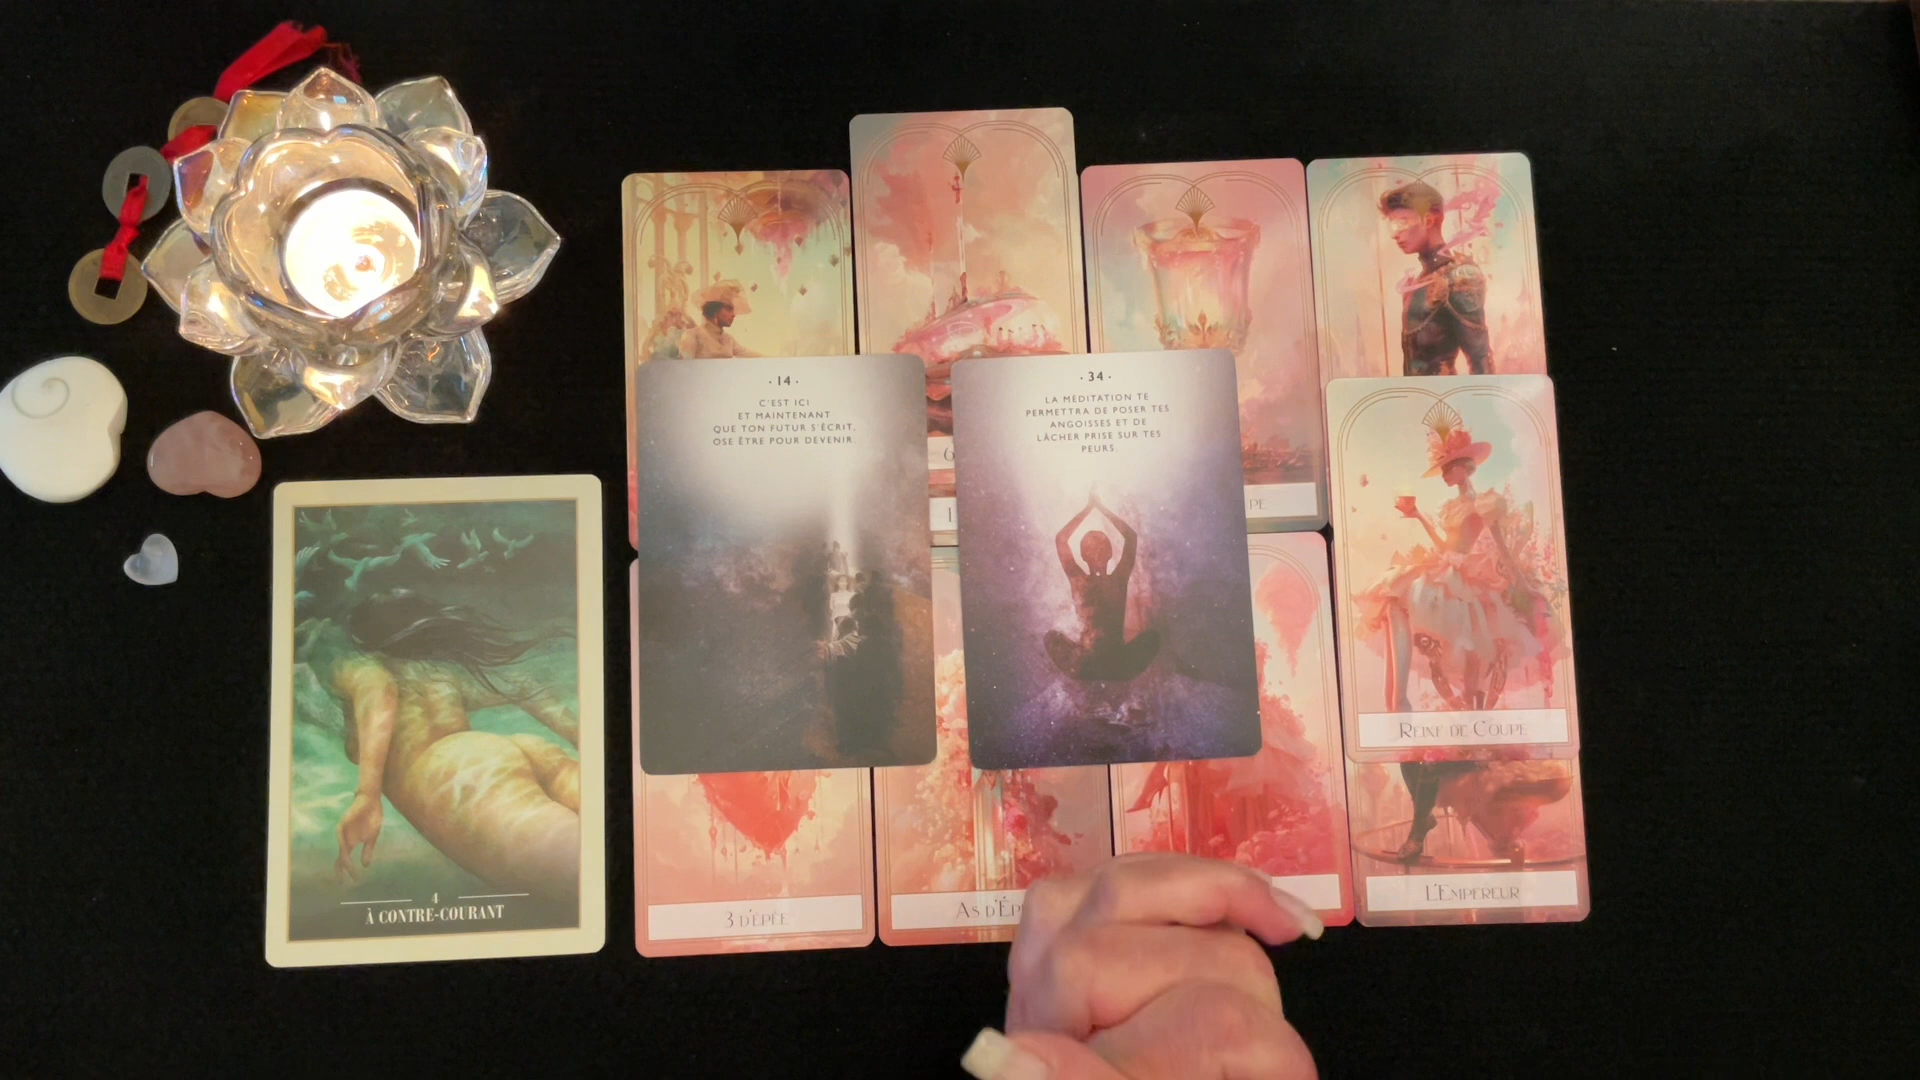 · 14 ·
C'EST ICI
ET MAINTENANT
QUE TON FUTUR S'ÉCRIT,
OSE ÊTRE POUR DEVENIR.
· 34 ·
LA MÉDITATION TE
PERMETTRA DE POSER TES
ANGOISSES ET DE
LÂCHER PRISE SUR TES
PEURS.
REINE DE COUPE
4
À CONTRE-COURANT
3 D'ÉPÉE
AS D'ÉP
L'EMPEREUR